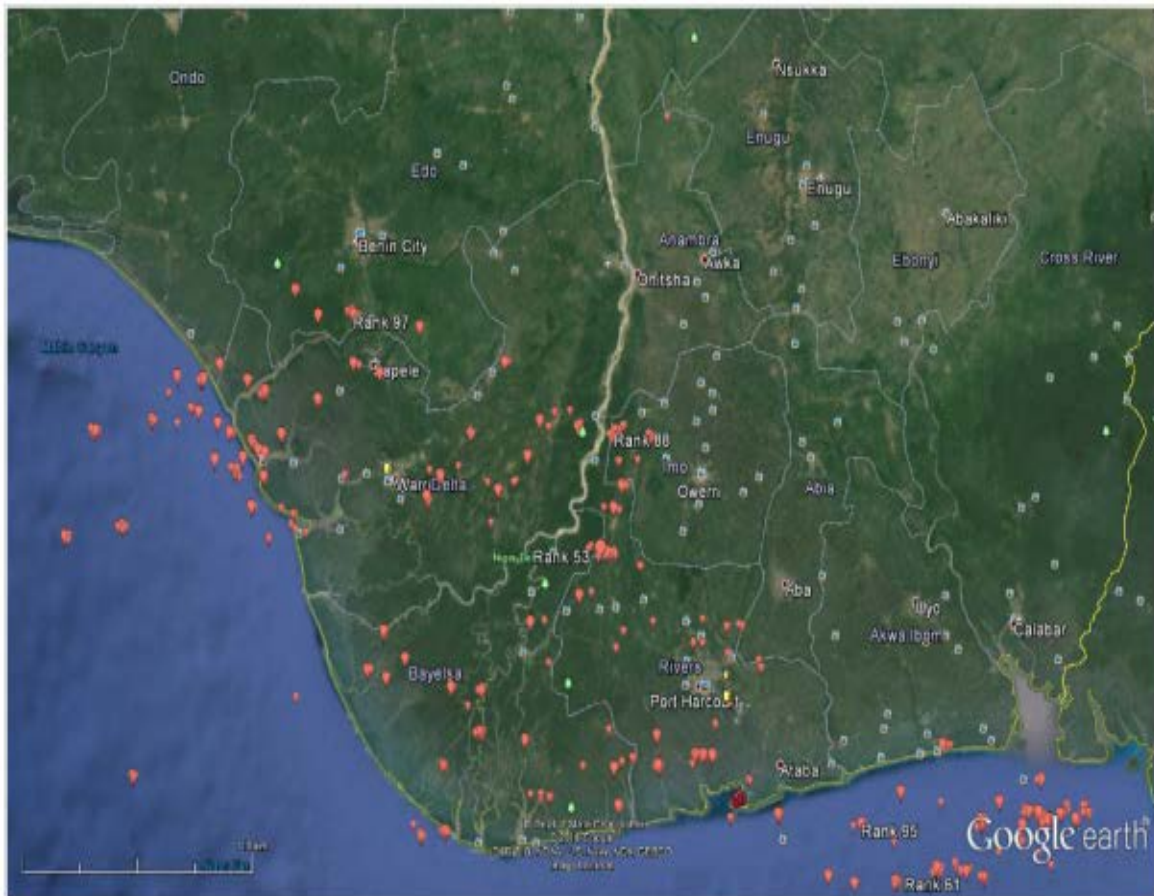 Nsukka
Ondo
Enugu
Edo
Enugu
Abakaliki
Benin City
Anambra
Awka
Ebonyi
Cross River
Onitsha
Rank 97
Sapele
Rank 88
Imo
Warri Delta
Owerri
Abia
Rank 53
Aba
Uyo
Akwa Ibom
Calabar
Bayelsa
Rivers
Port Harcourt
Ataba
Rank 95
Google earth
Rank 61